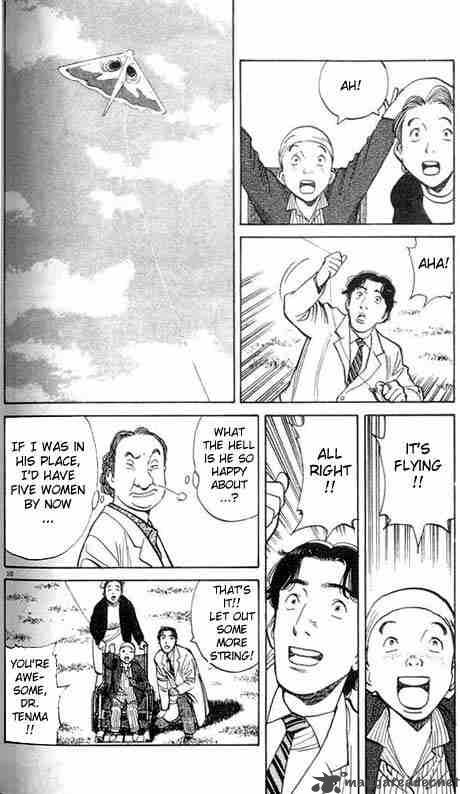 AH!
AHA!
IT'S
FLYING
!!
ALL
RIGHT
!!
WHAT
THE HELL
IS HE SO
HAPPY
ABOUT
...?
IF I WAS
IN HIS
PLACE,
I'D HAVE
FIVE WOMEN
BY NOW
...
THAT'S
IT!!
LET OUT
SOME
MORE
STRING!
YOU'RE
AWE-
SOME,
DR.
TENMA
!!
mangareader.net